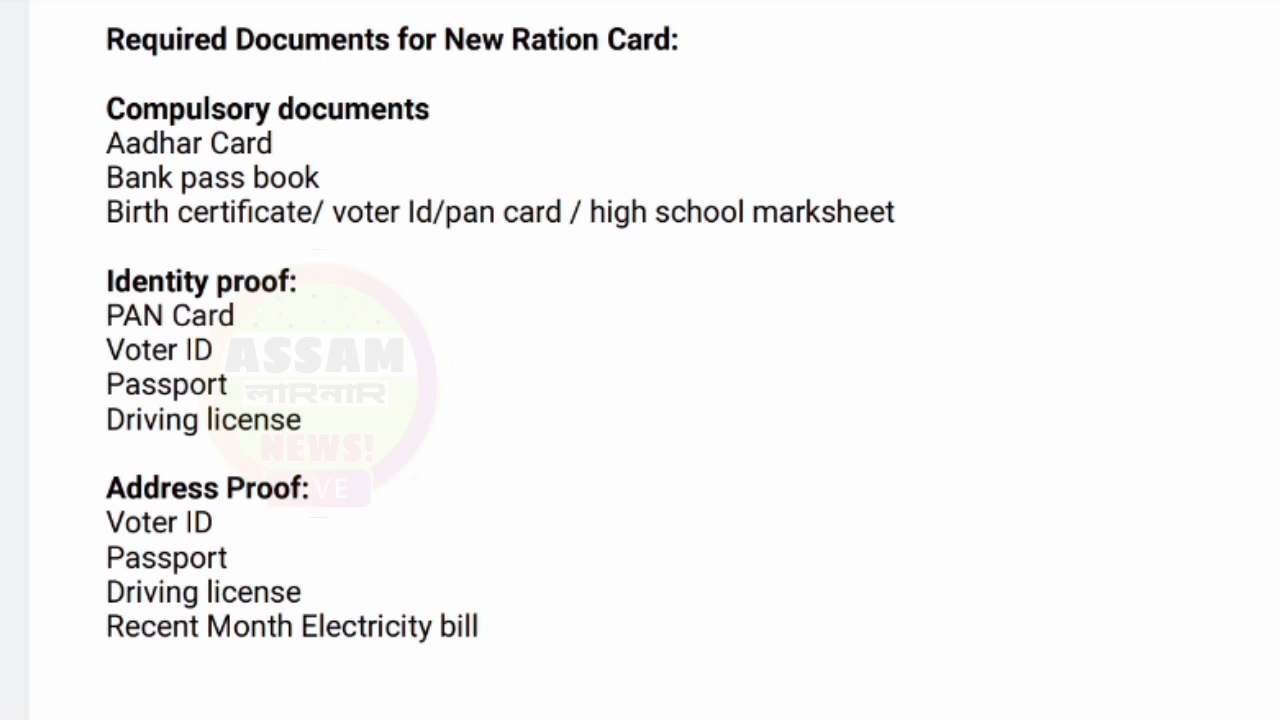 Required Documents for New Ration Card:
Compulsory documents
Aadhar Card
Bank pass book
Birth certificate/ voter Id/pan card / high school marksheet
Identity proof:
PAN Card
Voter ID
Passport
Driving license
ASSAM
লাৰিনাৰি
NEWS!
Address Proof:
Voter ID
Passport
Driving license
Recent Month Electricity bill